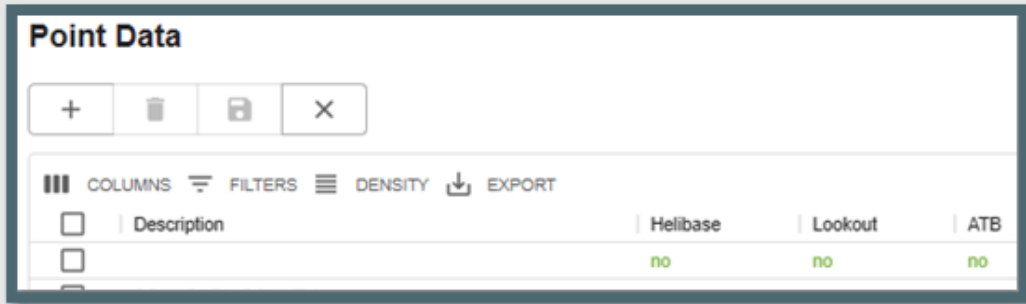 Point Data
COLUMNS FILTERS DENSITY EXPORT
Description Helibase Lookout ATB
no no no